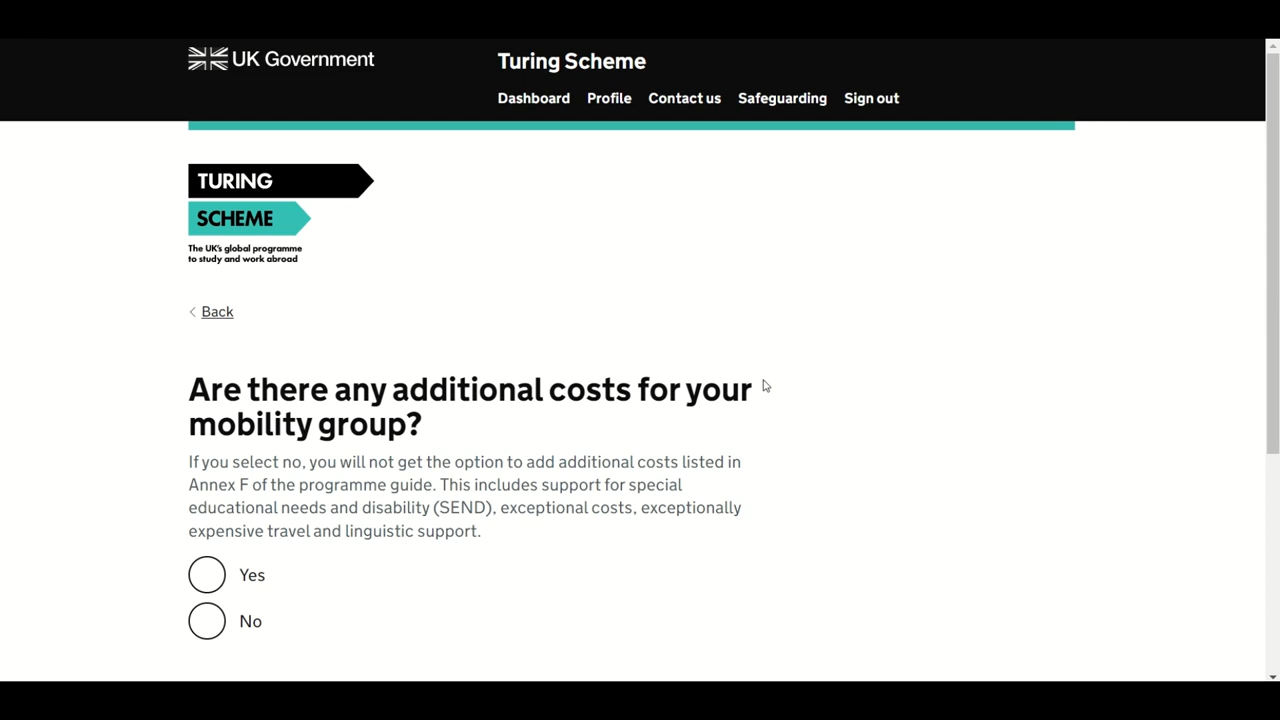 UK Government
Turing Scheme
Dashboard Profile Contact us Safeguarding Sign out
TURING
SCHEME
The UK's global programme
to study and work abroad
Back
Are there any additional costs for your
mobility group?
If you select no, you will not get the option to add additional costs listed in
Annex F of the programme guide. This includes support for special
educational needs and disability (SEND), exceptional costs, exceptionally
expensive travel and linguistic support.
Yes
No